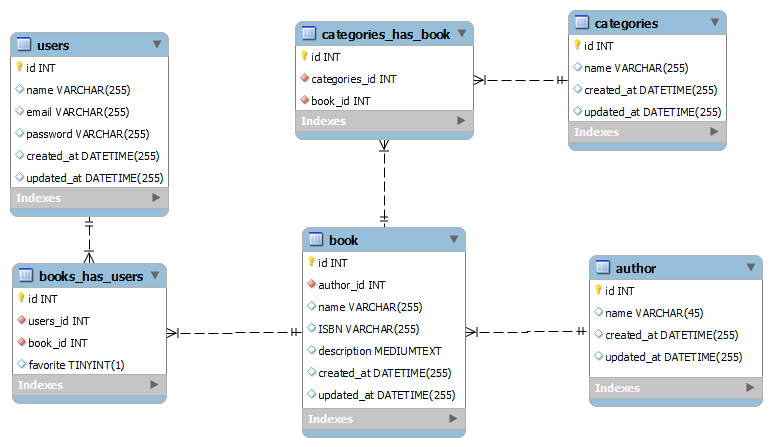 users
id INT
name VARCHAR(255)
email VARCHAR(255)
password VARCHAR(255)
created_at DATETIME(255)
updated_at DATETIME(255)
Indexes
categories_has_book
id INT
categories_id INT
book_id INT
Indexes
categories
id INT
name VARCHAR(255)
created_at DATETIME(255)
updated_at DATETIME(255)
Indexes
books_has_users
id INT
users_id INT
book_id INT
favorite TINYINT(1)
Indexes
book
id INT
author_id INT
name VARCHAR(255)
ISBN VARCHAR(255)
description MEDIUMTEXT
created_at DATETIME(255)
updated_at DATETIME(255)
Indexes
author
id INT
name VARCHAR(45)
created_at DATETIME(255)
updated_at DATETIME(255)
Indexes